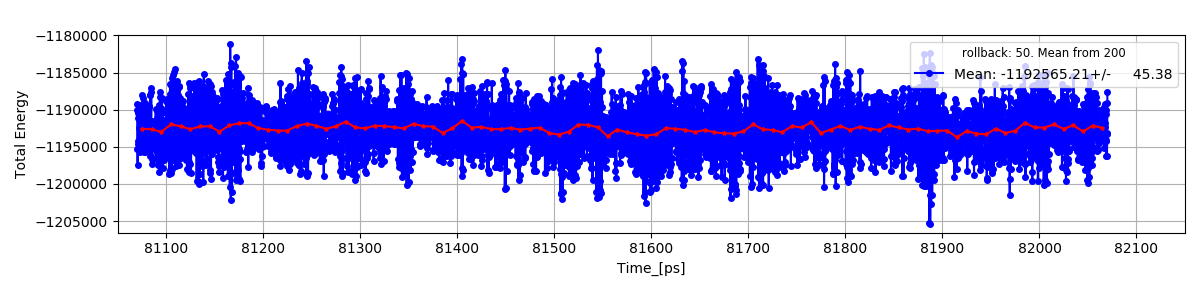 −1180000
−1185000
−1190000
−1195000
−1200000
−1205000
Total Energy
rollback: 50. Mean from 200
Mean: -1192565.21+/- 45.38
81100 81200 81300 81400 81500 81600 81700 81800 81900 82000 82100
Time_[ps]